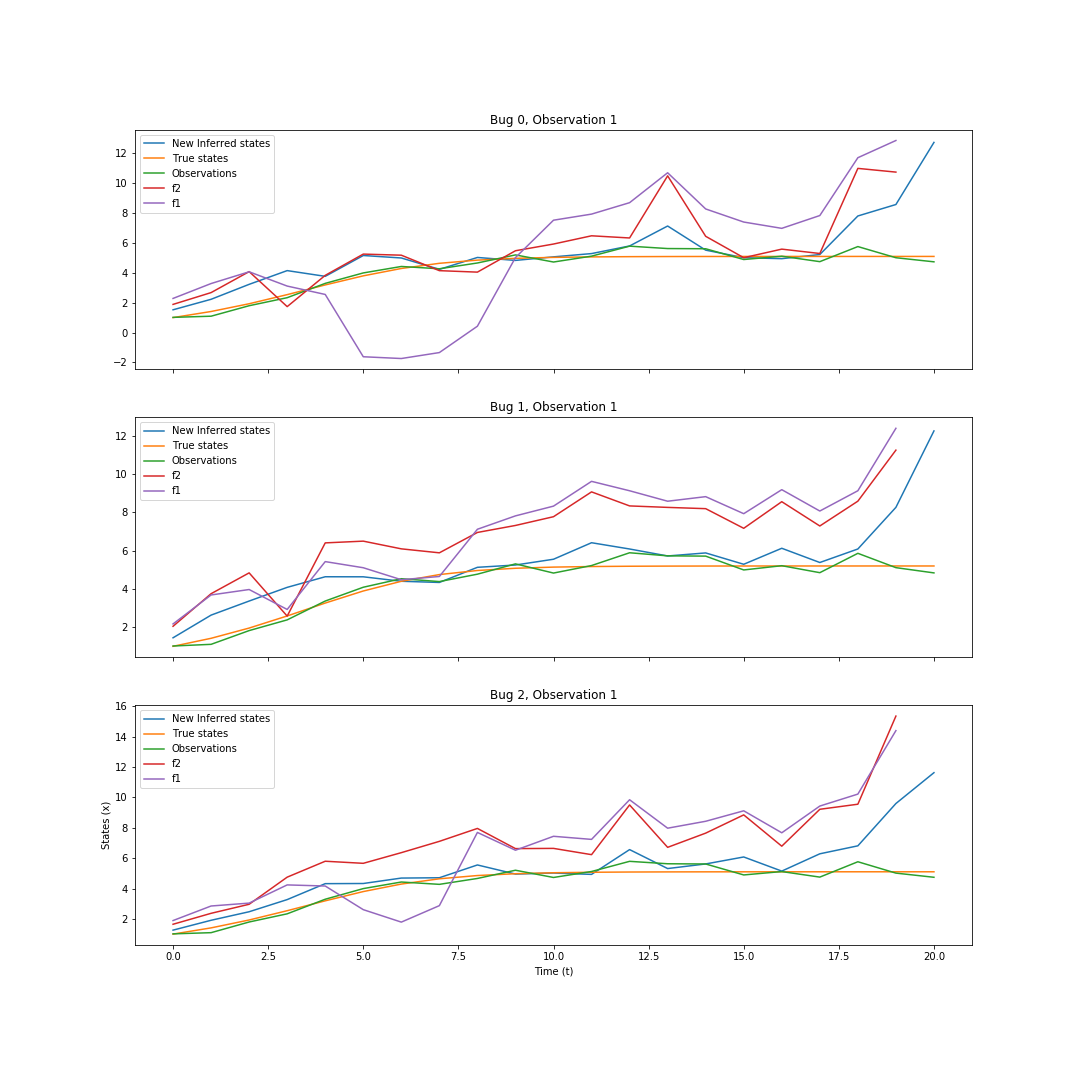 Bug 0, Observation 1
New Inferred states
True states
Observations
f2
f1
12
10
8
6
4
2
0
−2
Bug 1, Observation 1
New Inferred states
True states
Observations
f2
f1
12
10
8
6
4
2
Bug 2, Observation 1
New Inferred states
True states
Observations
f2
f1
16
14
12
10
8
6
4
2
States (x)
0.0 2.5 5.0 7.5 10.0 12.5 15.0 17.5 20.0
Time (t)